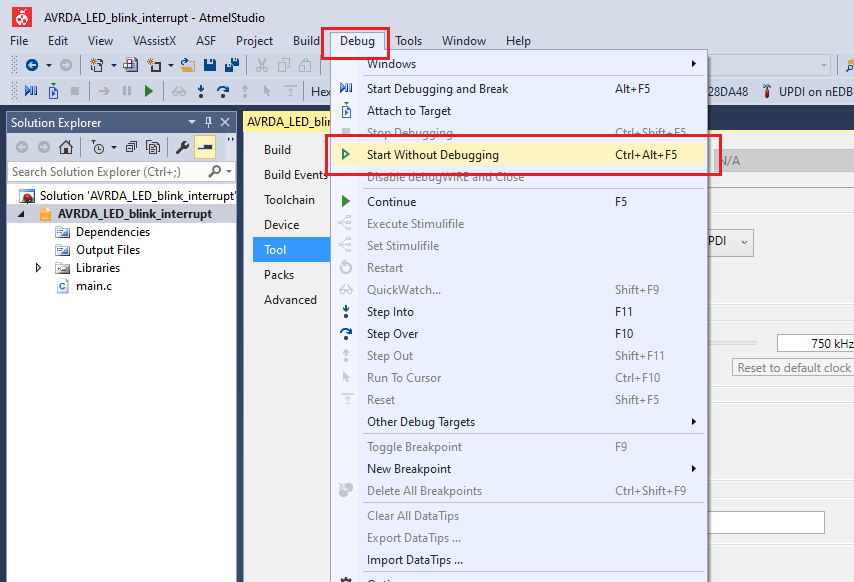 AVRDA_LED_blink_interrupt - AtmelStudio
File Edit View VAssistX ASF Project Build Debug Tools Window Help
Hex
28DA48 UPDI on nEDB
Solution Explorer
AVRDA_LED_blin
Search Solution Explorer (Ctrl+;)
Solution 'AVRDA_LED_blink_interrupt'
AVRDA_LED_blink_interrupt
Dependencies
Output Files
Libraries
main.c
Build
Build Events
Toolchain
Device
Tool
Packs
Advanced
Windows
Start Debugging and Break Alt+F5
Attach to Target
Stop Debugging Ctrl+Shift+F5
Start Without Debugging Ctrl+Alt+F5
Disable debugWIRE and Close
Continue F5
Execute Stimulifile
Set Stimulifile
Restart
QuickWatch... Shift+F9
Step Into F11
Step Over F10
Step Out Shift+F11
Run To Cursor Ctrl+F10
Reset Shift+F5
Other Debug Targets
Toggle Breakpoint F9
New Breakpoint
Delete All Breakpoints Ctrl+Shift+F9
Clear All DataTips
Export DataTips ...
Import DataTips ...
N/A
PDI
750 kHz
Reset to default clock